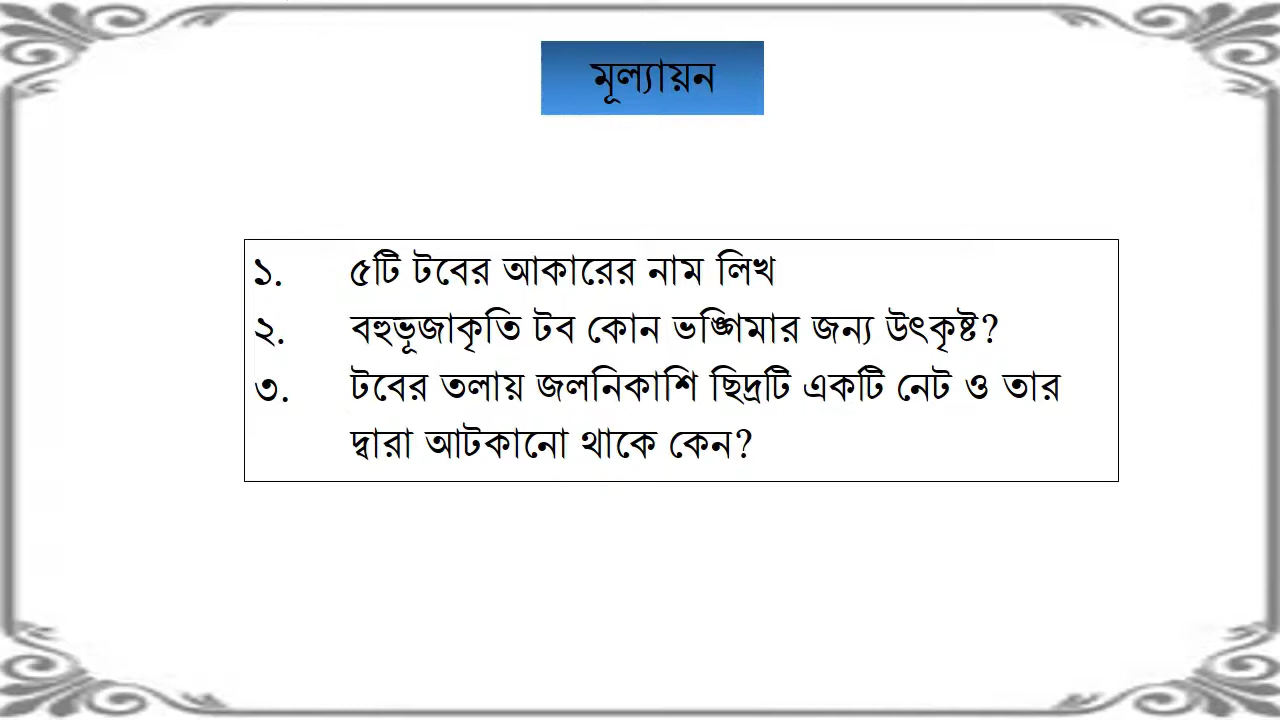 মূল্যায়ন
১. ৫টি টবের আকারের নাম লিখ
২. বহুভূজাকৃতি টব কোন ভঙ্গিমার জন্য উৎকৃষ্ট?
৩. টবের তলায় জলনিকাশি ছিদ্রটি একটি নেট ও তার
দ্বারা আটকানো থাকে কেন?